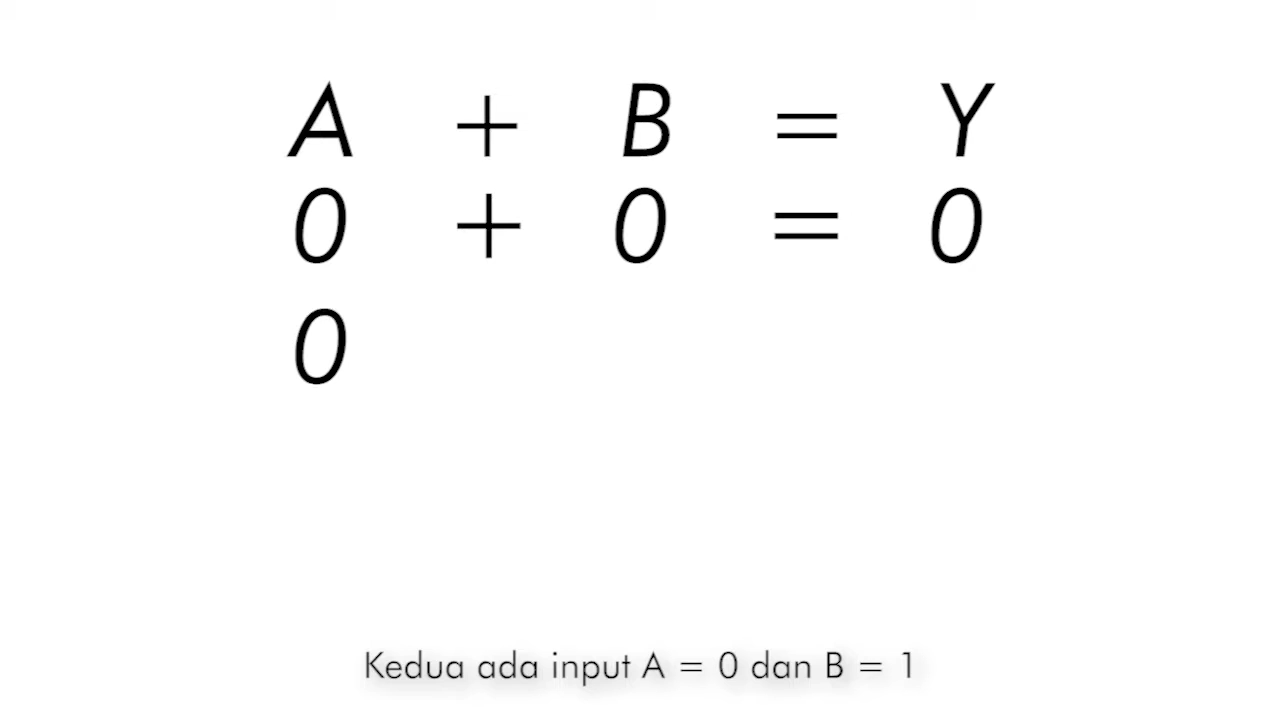 A + B = Y
0 + 0 = 0
0
Kedua ada input A = 0 dan B = 1